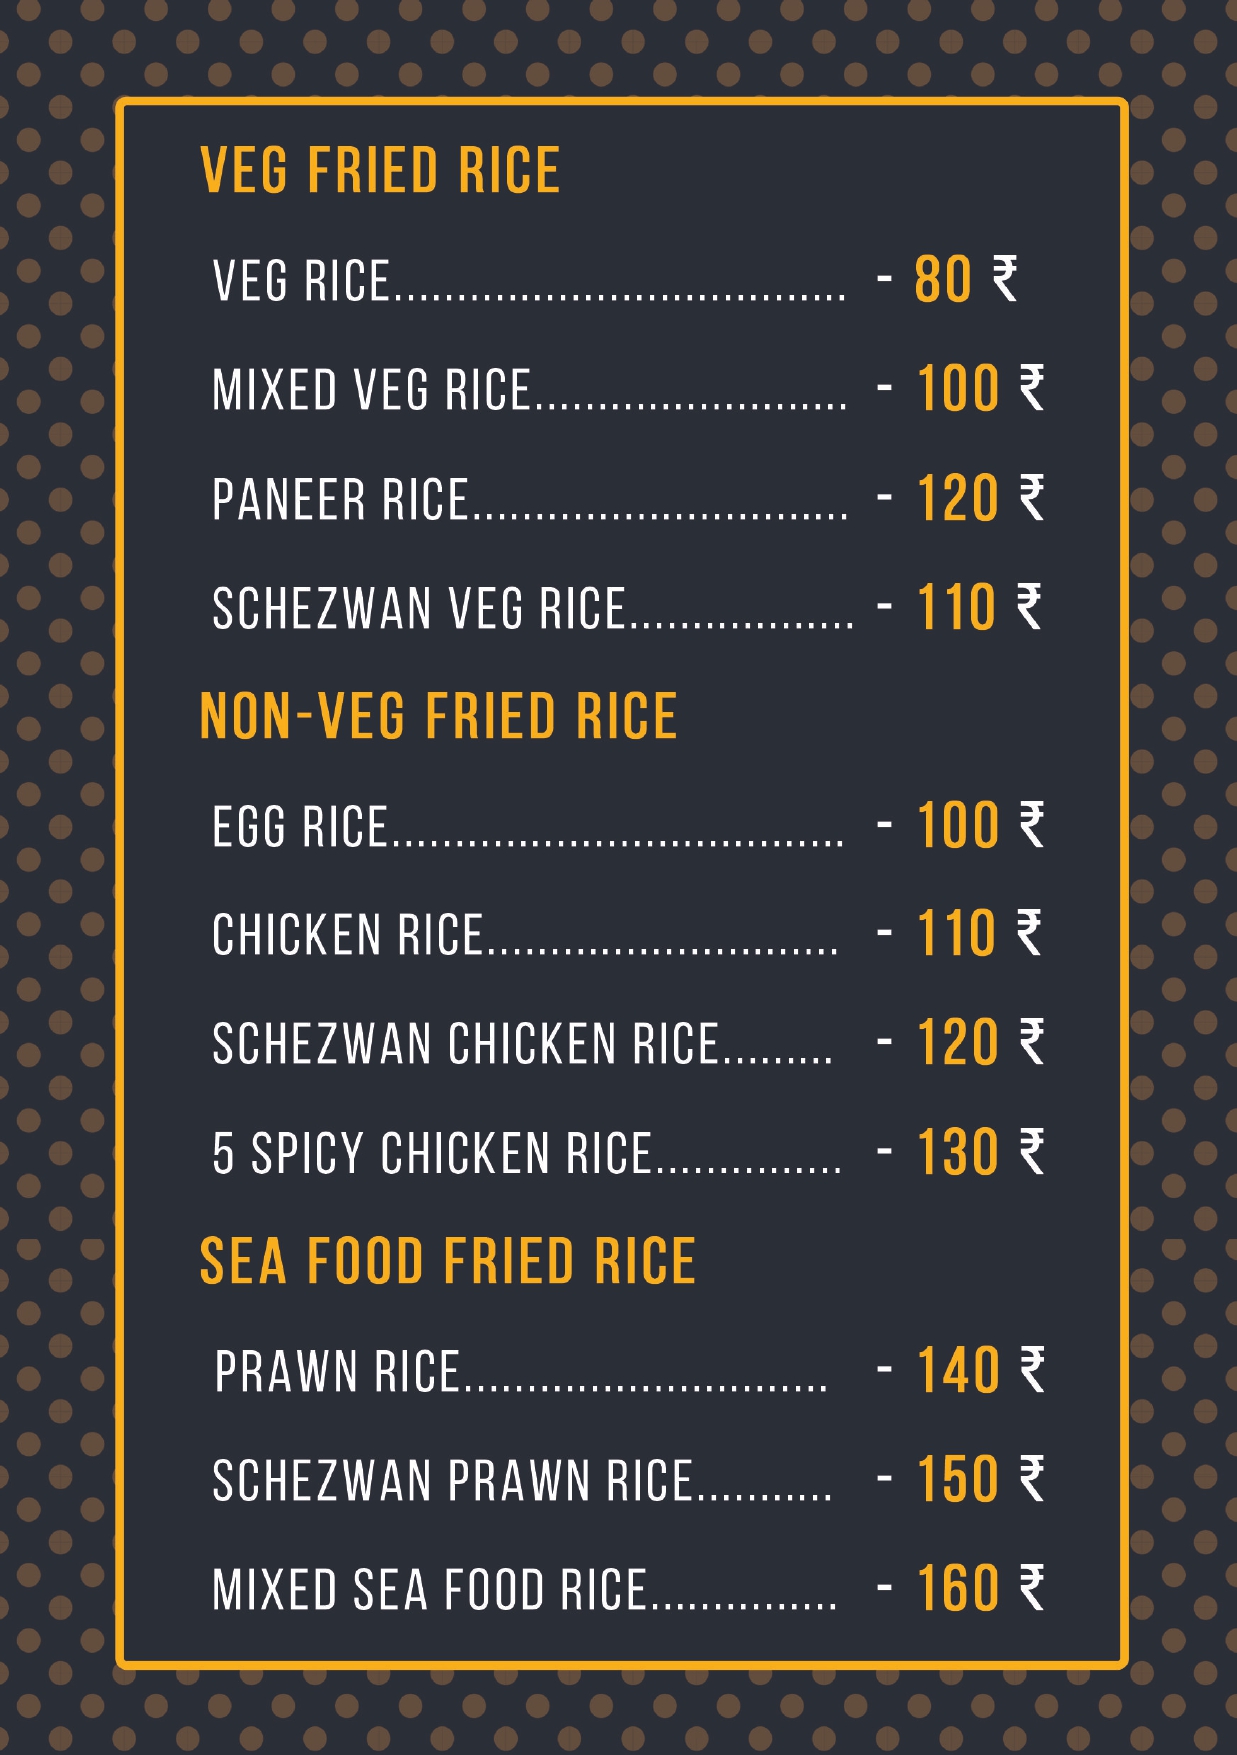 VEG FRIED RICE
VEG RICE.................................... - 80 ₹
MIXED VEG RICE......................... - 100 ₹
PANEER RICE.............................. - 120 ₹
SCHEZWAN VEG RICE.................. - 110 ₹
NON-VEG FRIED RICE
EGG RICE.................................... - 100 ₹
CHICKEN RICE............................ - 110 ₹
SCHEZWAN CHICKEN RICE......... - 120 ₹
5 SPICY CHICKEN RICE............... - 130 ₹
SEA FOOD FRIED RICE
PRAWN RICE............................. - 140 ₹
SCHEZWAN PRAWN RICE........... - 150 ₹
MIXED SEA FOOD RICE............... - 160 ₹